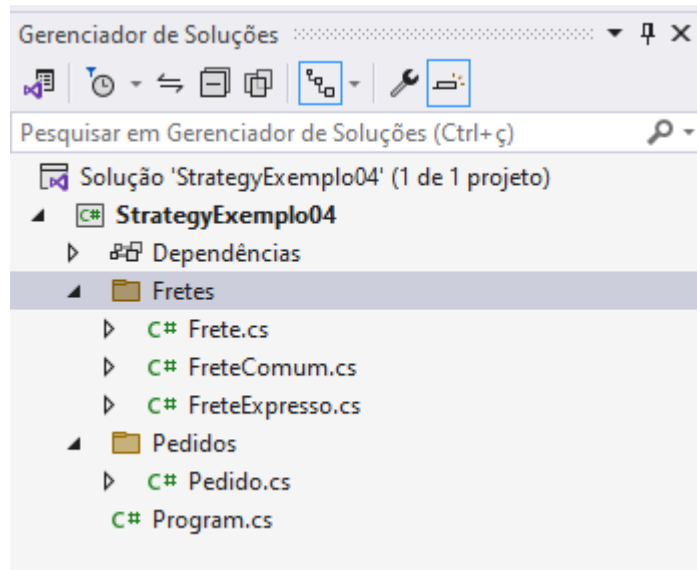 Gerenciador de Soluções
Pesquisar em Gerenciador de Soluções (Ctrl+ç)
Solução 'StrategyExemplo04' (1 de 1 projeto)
C# StrategyExemplo04
Dependências
Fretes
C# Frete.cs
C# FreteComum.cs
C# FreteExpresso.cs
Pedidos
C# Pedido.cs
C# Program.cs